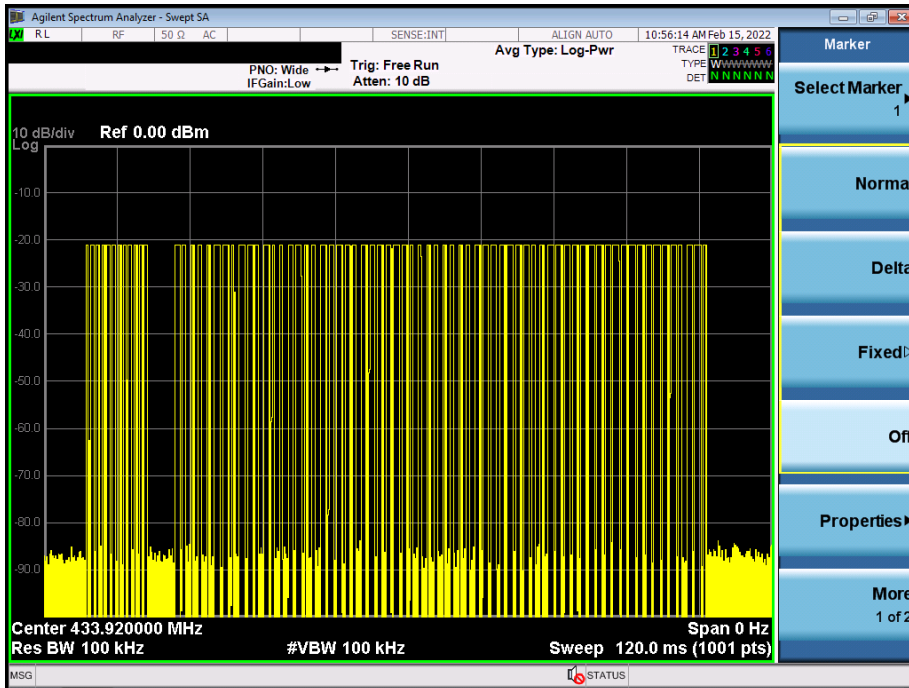 Agilent Spectrum Analyzer - Swept SA
LXI RL RF 50 Ω AC SENSE:INT ALIGN AUTO 10:56:14 AM Feb 15, 2022
Avg Type: Log-Pwr
TRACE 1 2 3 4 5 6
TYPE WWWWWW
DET N N N N N N
PNO: Wide Trig: Free Run
IFGain:Low Atten: 10 dB
10 dB/div Ref 0.00 dBm
Log
-10.0
-20.0
-30.0
-40.0
-50.0
-60.0
-70.0
-80.0
-90.0
Center 433.920000 MHz Span 0 Hz
Res BW 100 kHz #VBW 100 kHz Sweep 120.0 ms (1001 pts)
MSG STATUS
Marker
Select Marker
1
Norma
Delta
Fixed
Off
Properties
More
1 of 2